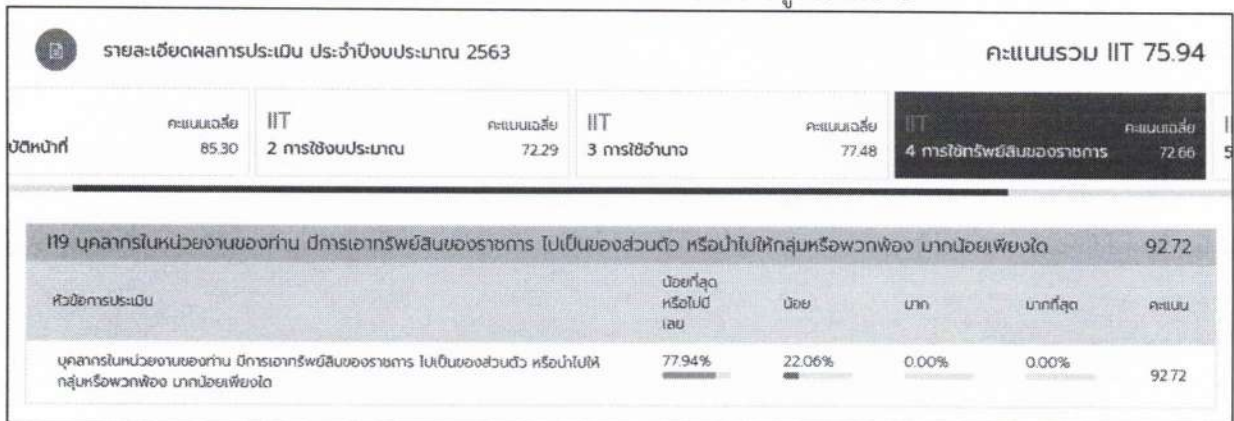 รายละเอียดผลการประเมิน ประจำปีงบประมาณ 2563
คะแนนรวม IIT 75.94
คะแนนเฉลี่ย
บัติหน้าที่
85.30
IIT
คะแนนเฉลี่ย
2 การใช้งบประมาณ
72.29
IIT
คะแนนเฉลี่ย
3 การใช้อำนาจ
77.48
IIT
คะแนนเฉลี่ย
4 การใช้ทรัพย์สินของราชการ
72.66
5
I19 บุคลากรในหน่วยงานของท่าน มีการเอาทรัพย์สินของราชการ ไปเป็นของส่วนตัว หรือนำไปให้กลุ่มหรือพวกพ้อง มากน้อยเพียงใด 92.72
หัวข้อการประเมิน
น้อยที่สุด
หรือไม่มี
เลย
น้อย
มาก
มากที่สุด
คะแนน
บุคลากรในหน่วยงานของท่าน มีการเอาทรัพย์สินของราชการ ไปเป็นของส่วนตัว หรือนำไปให้
กลุ่มหรือพวกพ้อง มากน้อยเพียงใด
77.94%
22.06%
0.00%
0.00%
92.72